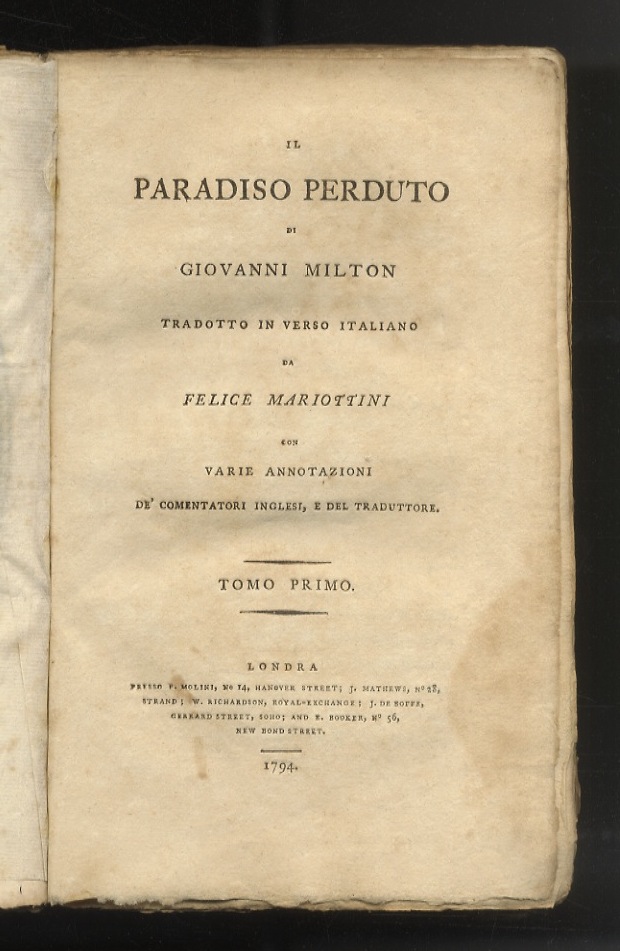 IL
PARADISO PERDUTO
DI
GIOVANNI MILTON
TRADOTTO IN VERSO ITALIANO
DA
FELICE MARIOTTINI
CON
VARIE ANNOTAZIONI
DE' COMENTATORI INGLESI, E DEL TRADUTTORE.
TOMO PRIMO.
LONDRA
PRESSO P. MOLINI, No 14, HANOVER STREET; J. MATHEWS, No 28,
STRAND; W. RICHARDSON, ROYAL=EXCHANGE; J. DE BOFFE,
GERRARD STREET, SOHO; AND E. BOOKER, No 56,
NEW BOND STREET.
1794.